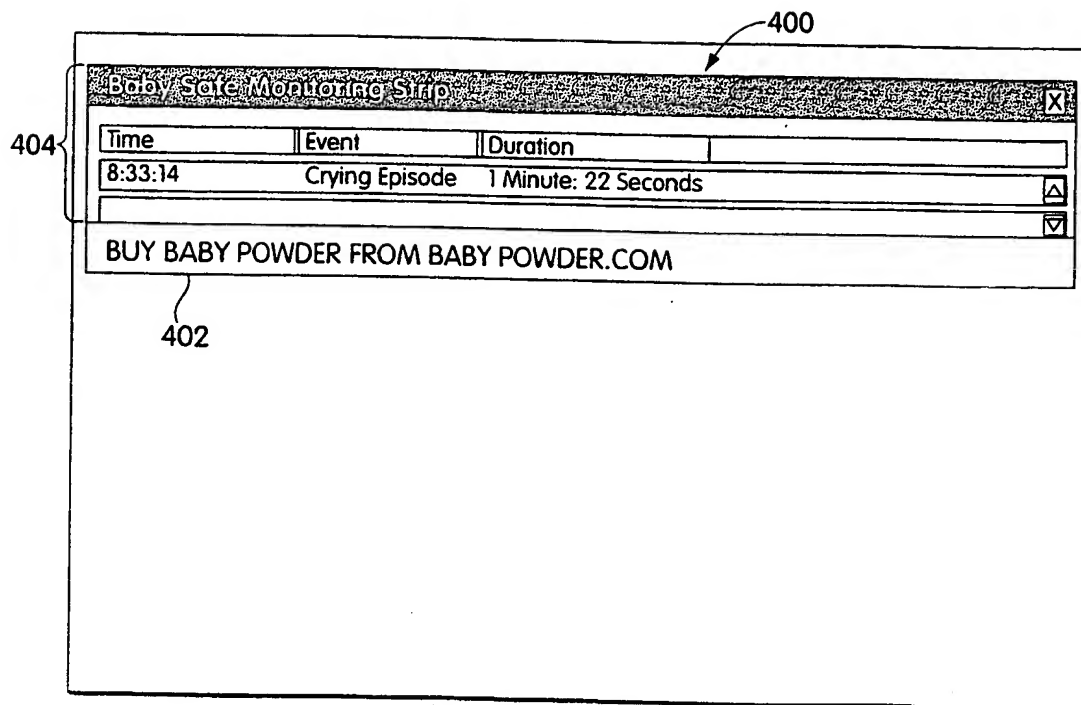 400
Baby Safe Monitoring Strip X
404
Time Event Duration
8:33:14 Crying Episode 1 Minute: 22 Seconds
BUY BABY POWDER FROM BABY POWDER.COM
402